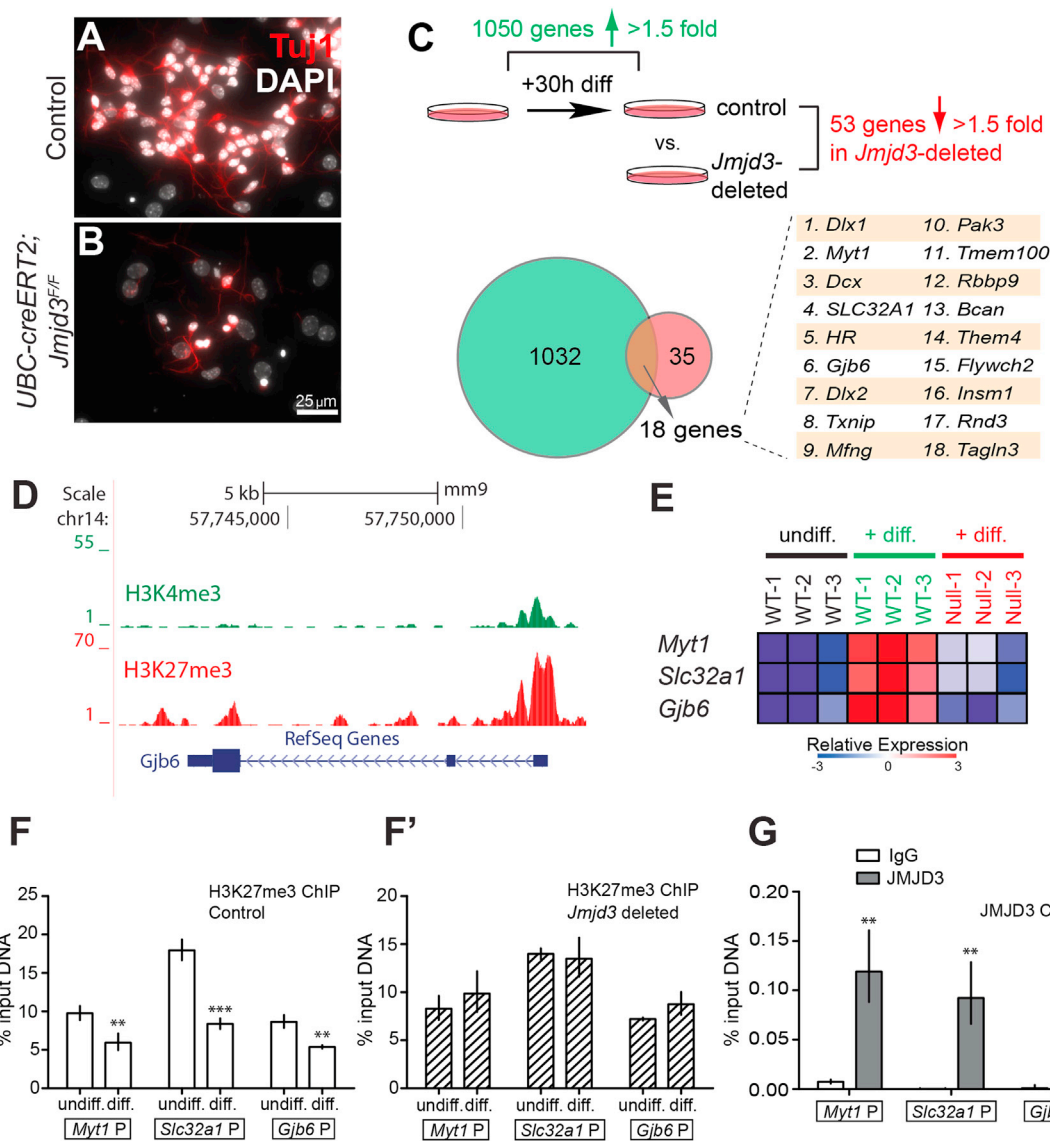 A
Tuj1
DAPI
Control
B
UBC-creERT2;
Jmjd3F/F
25 µm
C
1050 genes >1.5 fold
+30h diff
control
vs.
Jmjd3-
deleted
53 genes >1.5 fold
in Jmjd3-deleted
1032
35
18 genes
1. Dlx1 10. Pak3
2. Myt1 11. Tmem100
3. Dcx 12. Rbbp9
4. SLC32A1 13. Bcan
5. HR 14. Them4
6. Gjb6 15. Flywch2
7. Dlx2 16. Insm1
8. Txnip 17. Rnd3
9. Mfng 18. Tagln3
D
Scale 5 kb mm9
chr14: 57,745,000 57,750,000
55
H3K4me3
1
70
H3K27me3
1
RefSeq Genes
Gjb6
E
undiff. + diff. + diff.
WT-1 WT-2 WT-3 WT-1 WT-2 WT-3 Null-1 Null-2 Null-3
Myt1
Slc32a1
Gjb6
Relative Expression
-3 0 3
F
H3K27me3 ChIP
Control
% input DNA
25
20
15
10
5
0
** *** **
undiff. diff. undiff. diff. undiff. diff.
Myt1 P Slc32a1 P Gjb6 P
F'
H3K27me3 ChIP
Jmjd3 deleted
% input DNA
20
15
10
5
0
undiff. diff. undiff. diff. undiff. diff.
Myt1 P Slc32a1 P Gjb6 P
G
IgG
JMJD3
JMJD3 C
% input DNA
0.20
0.15
0.10
0.05
0.00
** **
Myt1 P Slc32a1 P